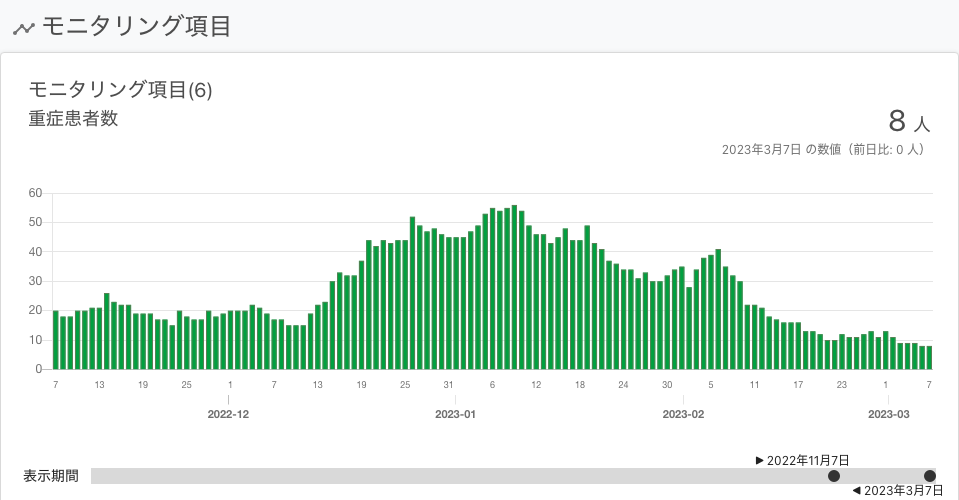 モニタリング項目
モニタリング項目(6)
重症患者数
8 人
2023年3月7日 の数値（前日比: 0 人）
60
50
40
30
20
10
0
7 13 19 25 1 7 13 19 25 31 6 12 18 24 30 5 11 17 23 1 7
2022-12 2023-01 2023-02 2023-03
▶ 2022年11月7日
表示期間
◀ 2023年3月7日